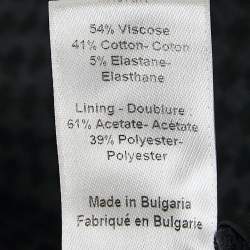 54% Viscose
41% Cotton- Coton
5% Elastane-
Elasthane
Lining - Doublure :
61% Acetate- Acétate
39% Polyester-
Polyester
Made in Bulgaria
Fabriqué en Bulgarie